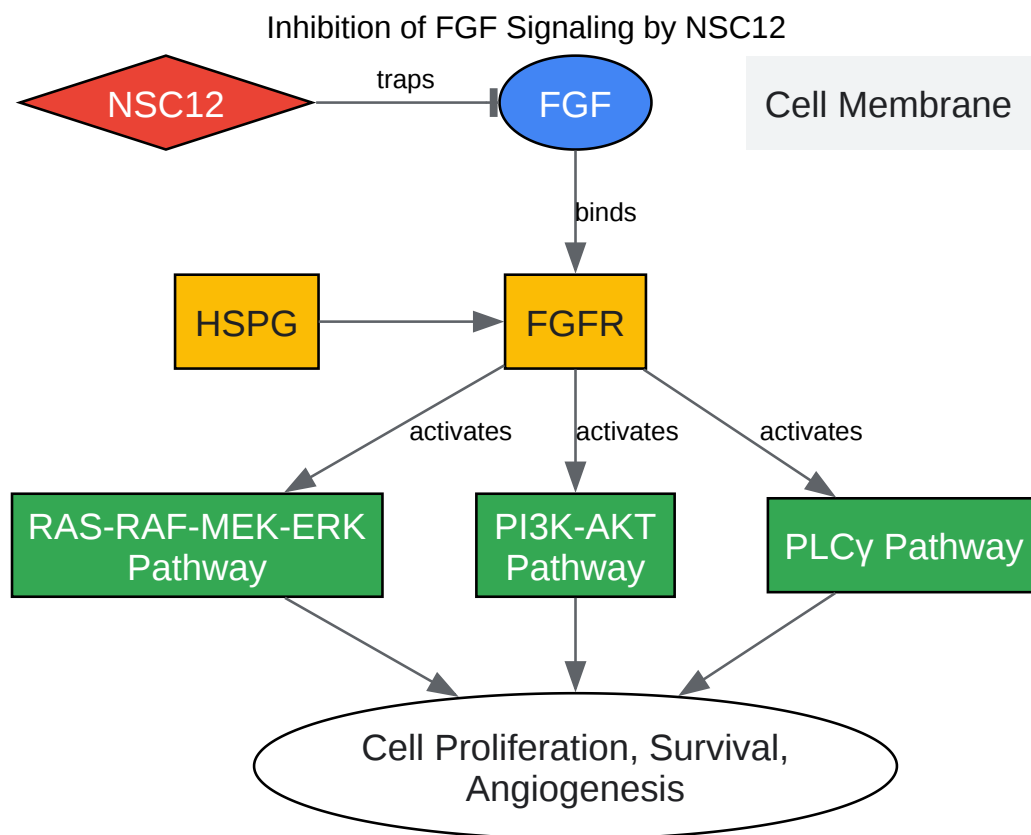 Inhibition of FGF Signaling by NSC12
NSC12
traps
FGF
Cell Membrane
binds
HSPG
FGFR
activates
activates
activates
RAS-RAF-MEK-ERK
Pathway
PI3K-AKT
Pathway
PLCγ Pathway
Cell Proliferation, Survival,
Angiogenesis